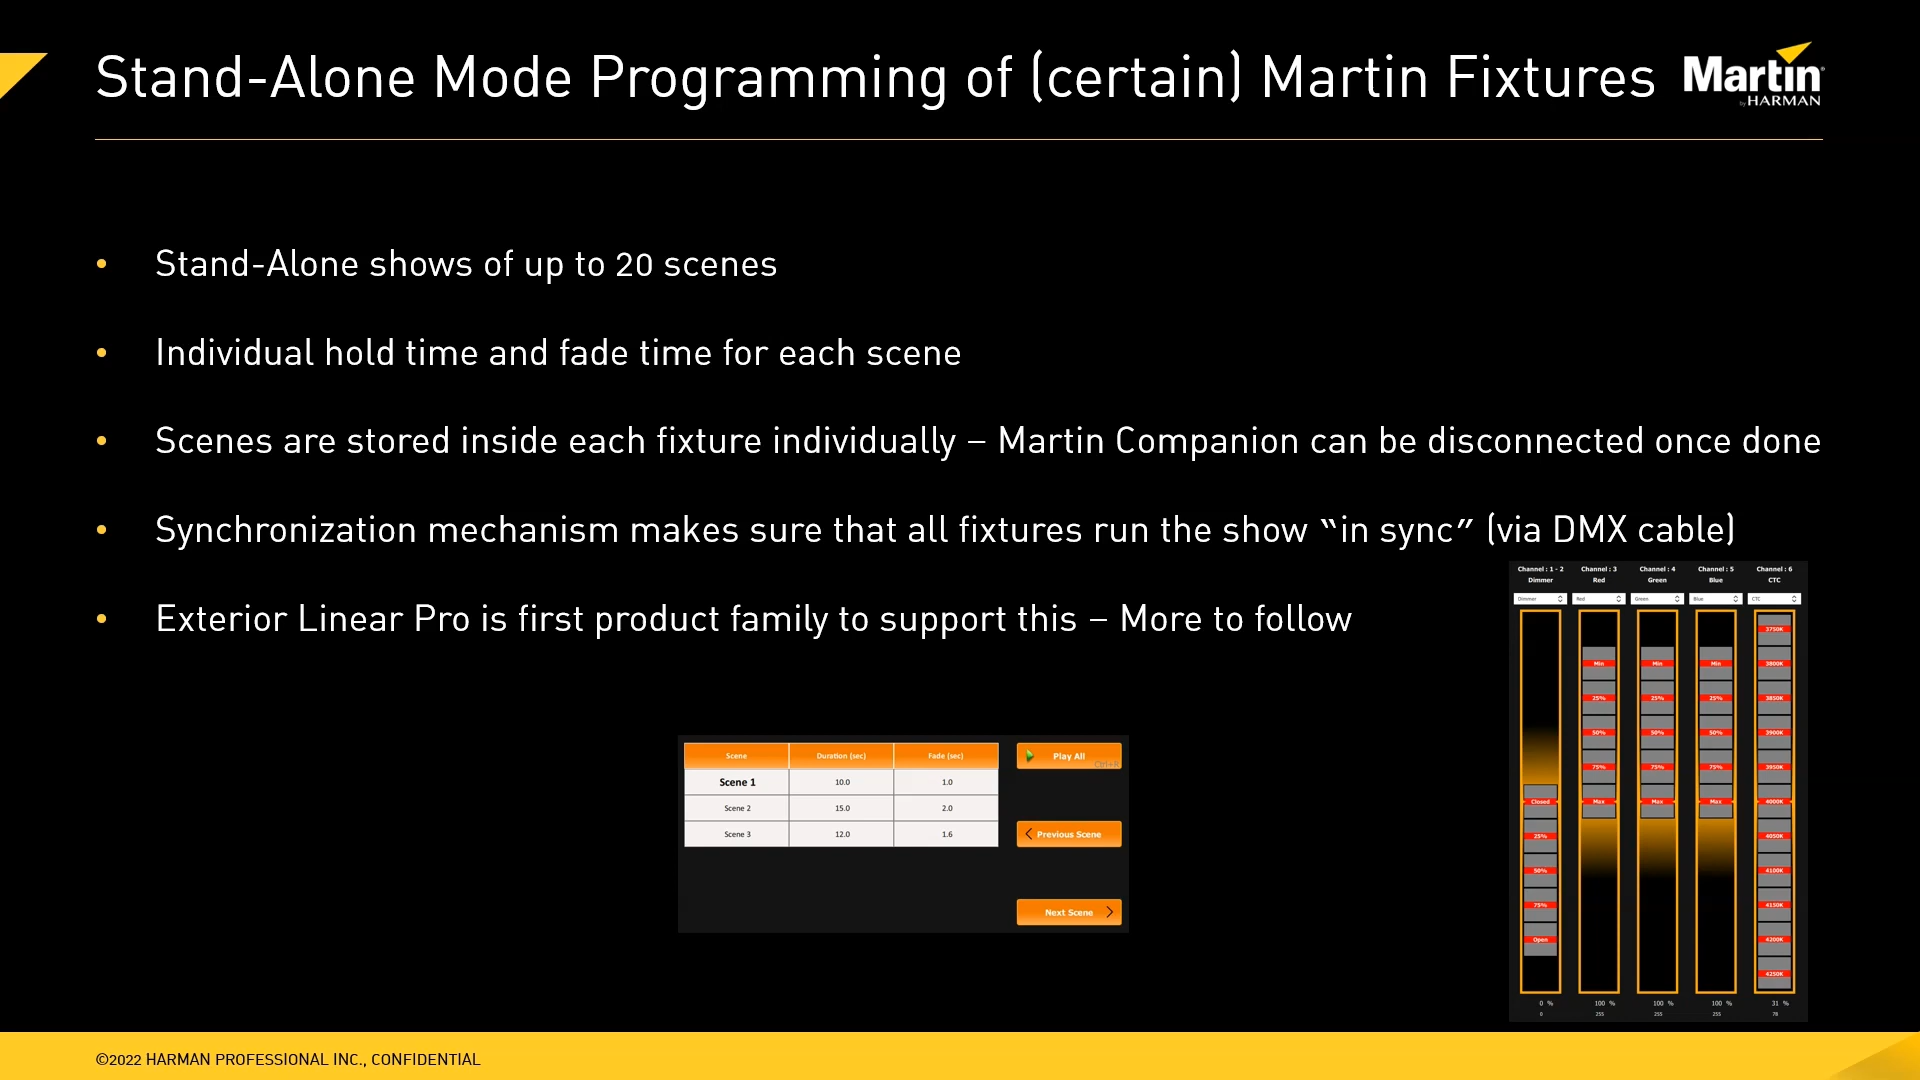 Stand-Alone Mode Programming of (certain) Martin Fixtures
Martin
by HARMAN
• Stand-Alone shows of up to 20 scenes
• Individual hold time and fade time for each scene
• Scenes are stored inside each fixture individually – Martin Companion can be disconnected once done
• Synchronization mechanism makes sure that all fixtures run the show "in sync" (via DMX cable)
• Exterior Linear Pro is first product family to support this – More to follow
Channel : 1 - 2 Channel : 3 Channel : 4 Channel : 5 Channel : 6
Dimmer Red Green Blue CTC
Dimmer Red Green Blue CTC
3750K
Min Min Min 3800K
25% 25% 25% 3850K
50% 50% 50% 3900K
75% 75% 75% 3950K
Closed Max Max Max 4000K
25% 4050K
50% 4100K
75% 4150K
Open 4200K
4250K
0 % 100 % 100 % 100 % 31 %
0 255 255 255 78
Scene Duration (sec) Fade (sec)
Scene 1 10.0 1.0
Scene 2 15.0 2.0
Scene 3 12.0 1.6
Play All
Ctrl+k
Previous Scene
Next Scene
©2022 HARMAN PROFESSIONAL INC., CONFIDENTIAL